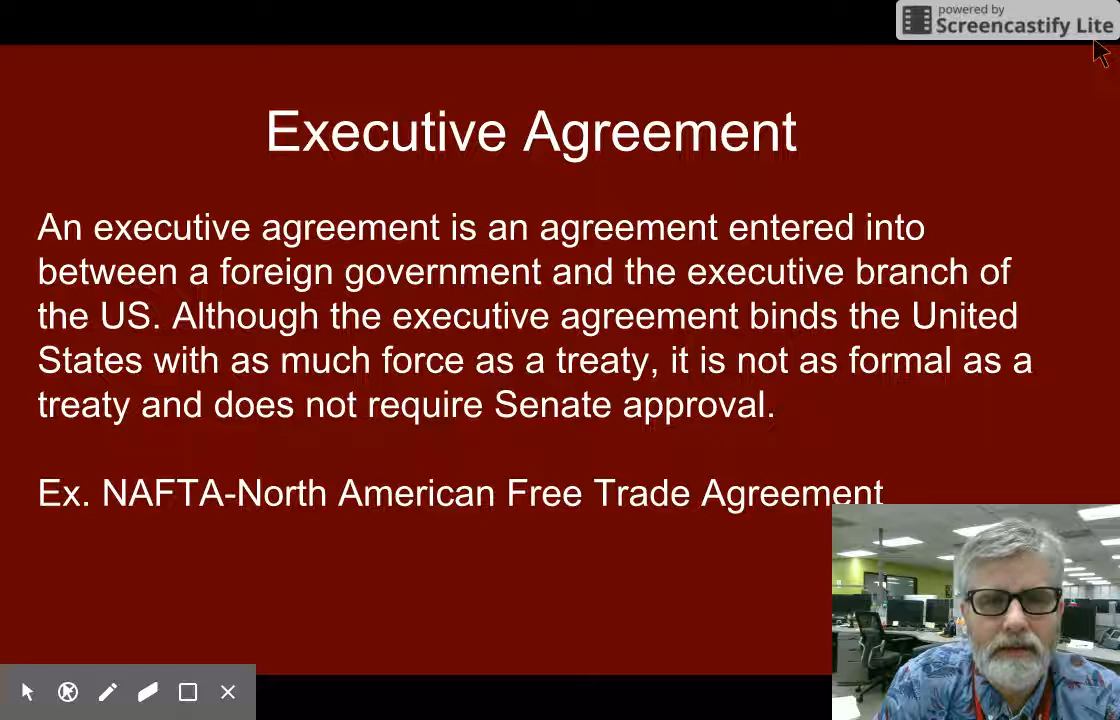 powered by
Screencastify Lite
Executive Agreement
An executive agreement is an agreement entered into
between a foreign government and the executive branch of
the US. Although the executive agreement binds the United
States with as much force as a treaty, it is not as formal as a
treaty and does not require Senate approval.
Ex. NAFTA-North American Free Trade Agreement